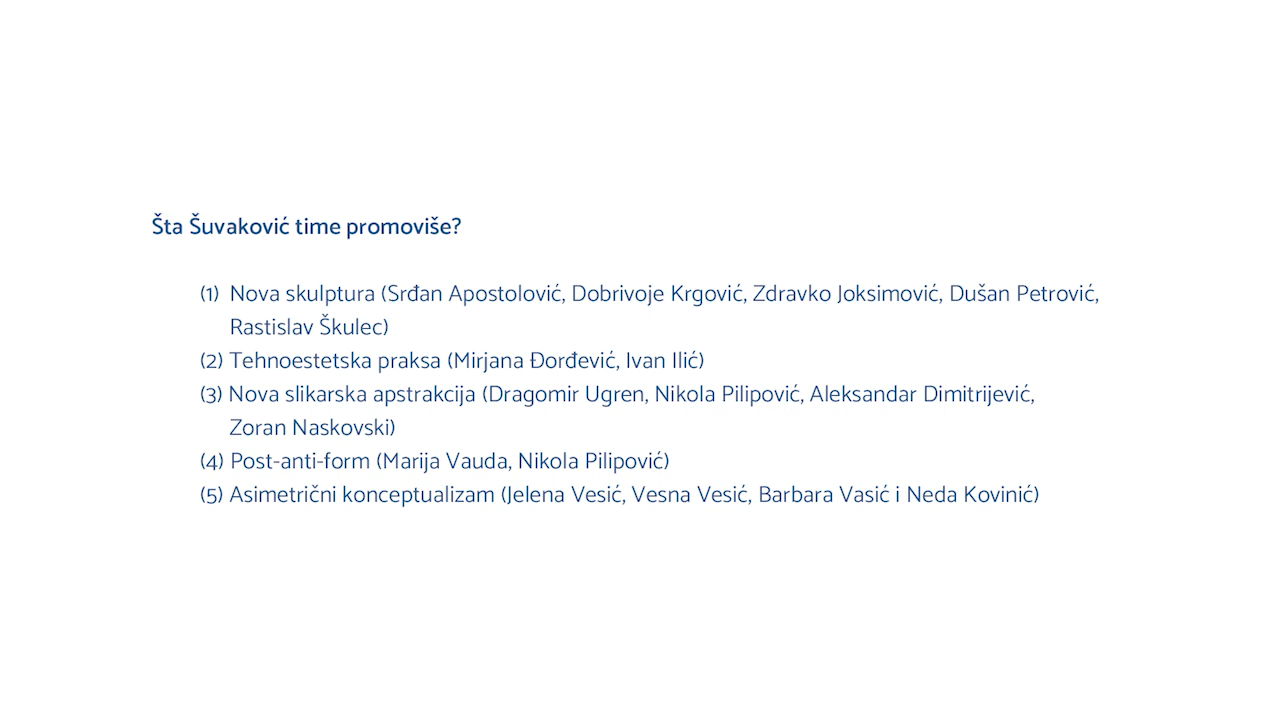 Šta Šuvaković time promoviše?
(1) Nova skulptura (Srđan Apostolović, Dobrivoje Krgović, Zdravko Joksimović, Dušan Petrović,
Rastislav Škulec)
(2) Tehnoestetska praksa (Mirjana Đorđević, Ivan Ilić)
(3) Nova slikarska apstrakcija (Dragomir Ugren, Nikola Pilipović, Aleksandar Dimitrijević,
Zoran Naskovski)
(4) Post-anti-form (Marija Vauda, Nikola Pilipović)
(5) Asimetrični konceptualizam (Jelena Vesić, Vesna Vesić, Barbara Vasić i Neda Kovinić)